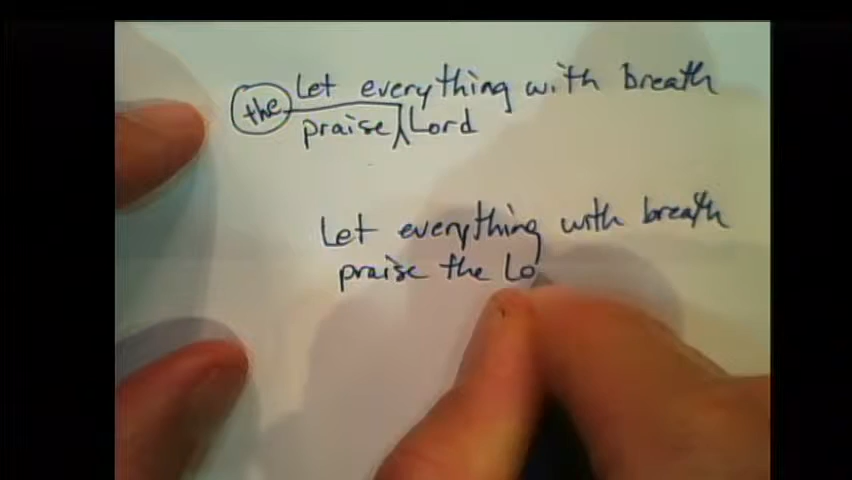 Let everything with breath
the praise Lord
Let everything with breath
praise the Lo